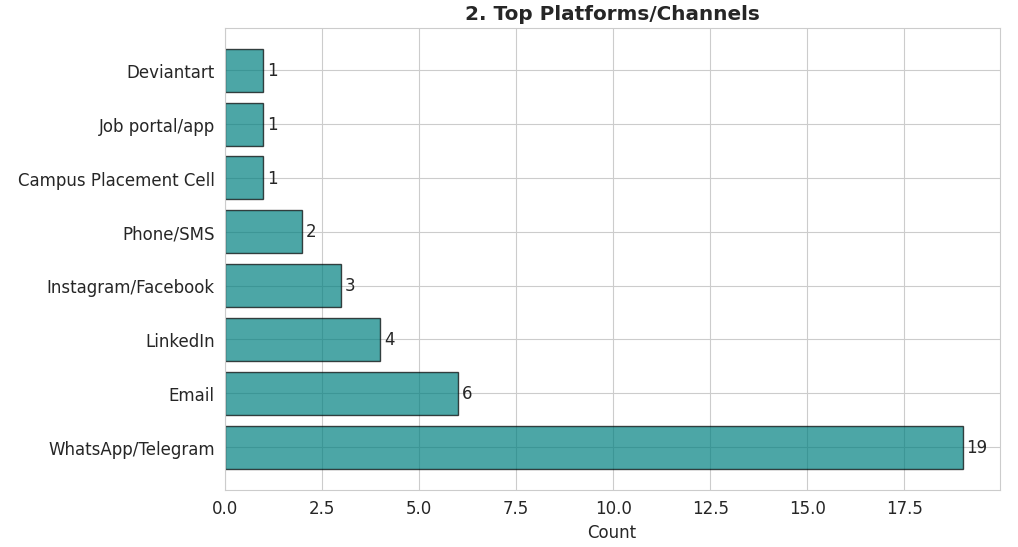 2. Top Platforms/Channels
Deviantart 1
Job portal/app 1
Campus Placement Cell 1
Phone/SMS 2
Instagram/Facebook 3
LinkedIn 4
Email 6
WhatsApp/Telegram 19
0.0 2.5 5.0 7.5 10.0 12.5 15.0 17.5
Count